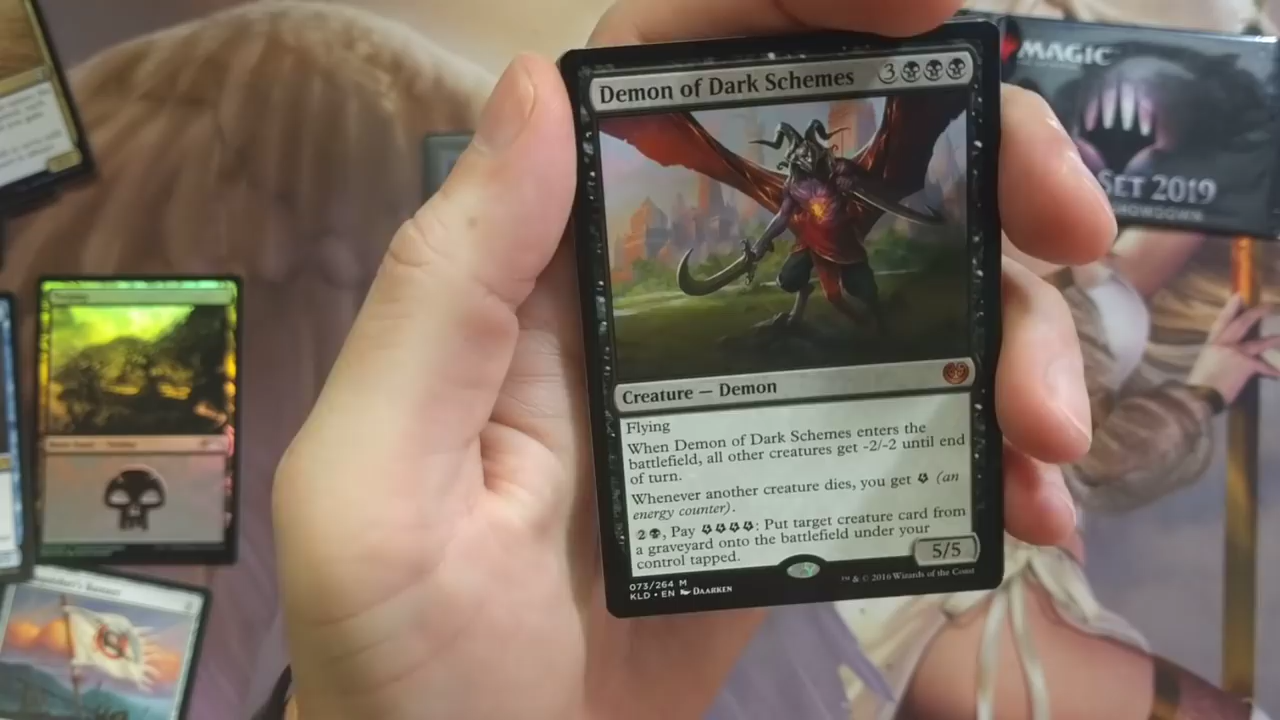 Demon of Dark Schemes 3
Creature — Demon
Flying
When Demon of Dark Schemes enters the
battlefield, all other creatures get -2/-2 until end
of turn.
Whenever another creature dies, you get (an
energy counter).
2, Pay : Put target creature card from
a graveyard onto the battlefield under your
control tapped.
5/5
073/264 M
KLD • EN DAARKEN
™ & © 2016 Wizards of the Coast
MAGIC
SET 2019
SHOWDOWN